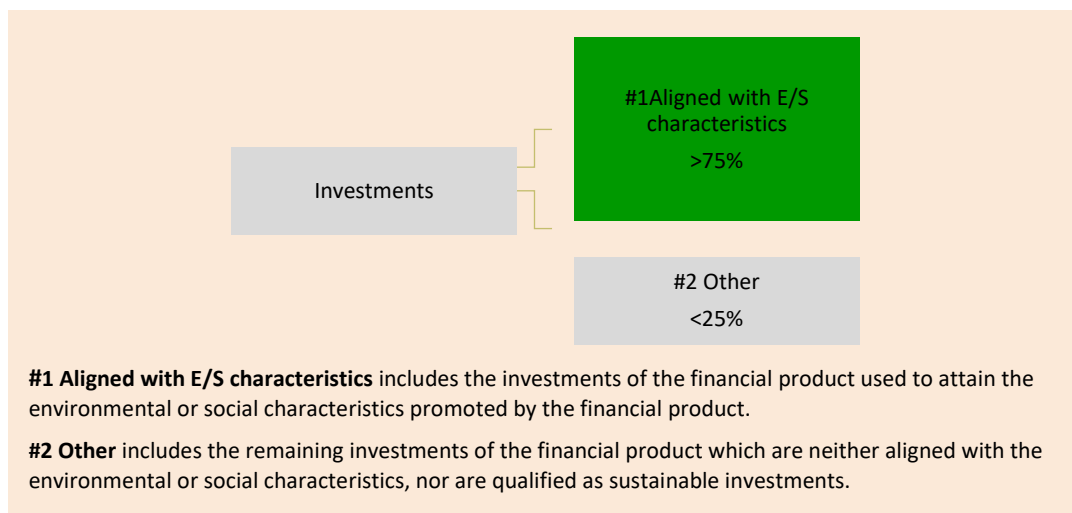 #1Aligned with E/S
characteristics
>75%
Investments
#2 Other
<25%
#1 Aligned with E/S characteristics includes the investments of the financial product used to attain the
environmental or social characteristics promoted by the financial product.
#2 Other includes the remaining investments of the financial product which are neither aligned with the
environmental or social characteristics, nor are qualified as sustainable investments.